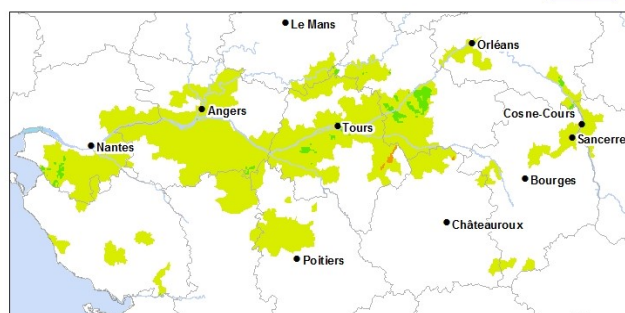 Le Mans
Orléans
Angers
Cosne-Cours
Tours
Sancerre
Nantes
Bourges
Châteauroux
Poitiers